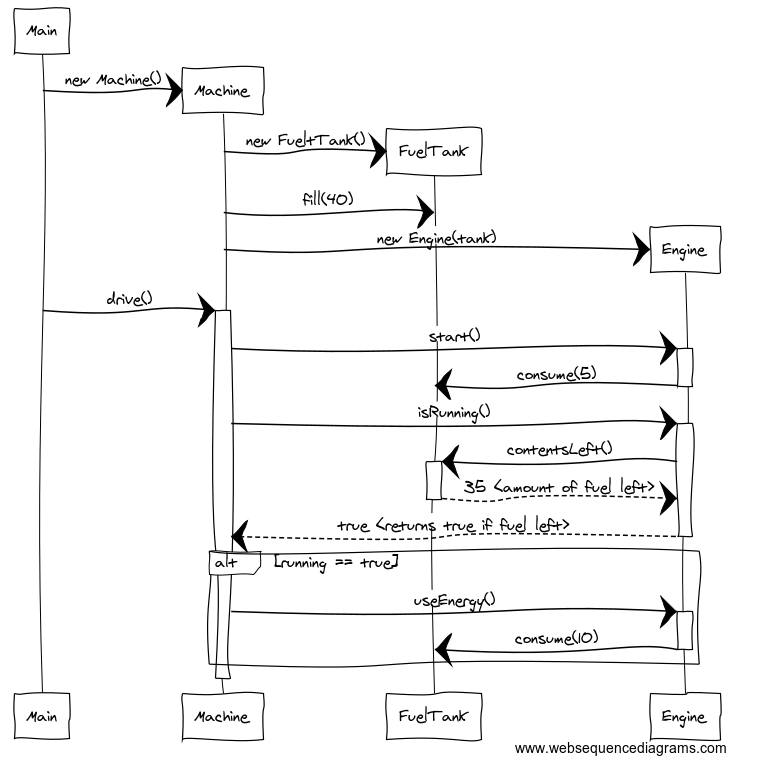 Main
new Machine()
Machine
new Fuel+Tank()
FuelTank
fill(40)
new Engine(tank)
Engine
drive()
start()
consume(5)
isRunning()
contentsLeft()
35 <amount of fuel left>
true <returns true if fuel left>
alt [running == true]
useEnergy()
consume(10)
Main Machine FuelTank Engine
www.websequencediagrams.com